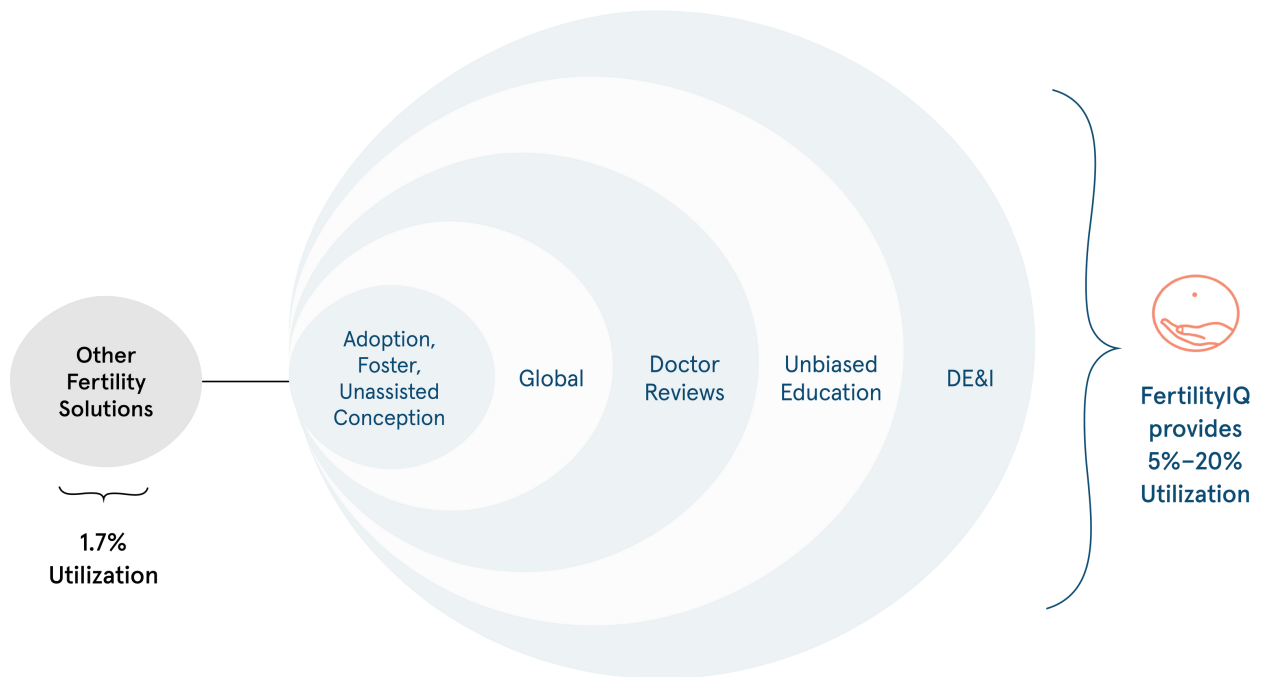 Other
Fertility
Solutions
1.7%
Utilization
Adoption,
Foster,
Unassisted
Conception
Global
Doctor
Reviews
Unbiased
Education
DE&I
FertilityIQ
provides
5%–20%
Utilization